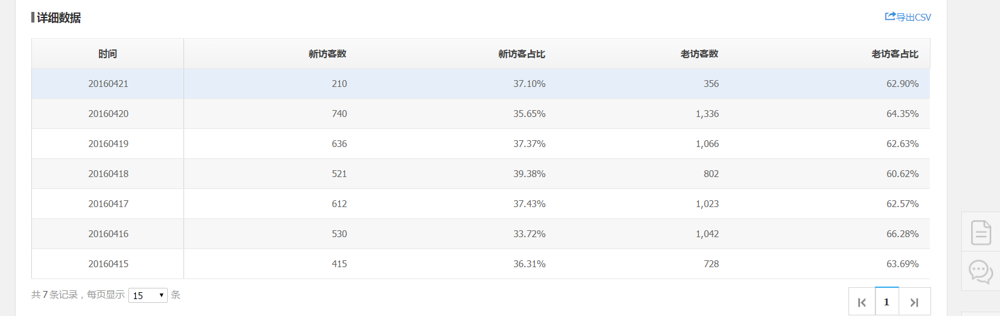 详细数据 导出CSV
时间 新访客数 新访客占比 老访客数 老访客占比
20160421 210 37.10% 356 62.90%
20160420 740 35.65% 1,336 64.35%
20160419 636 37.37% 1,066 62.63%
20160418 521 39.38% 802 60.62%
20160417 612 37.43% 1,023 62.57%
20160416 530 33.72% 1,042 66.28%
20160415 415 36.31% 728 63.69%
共7条记录，每页显示 15 条 1